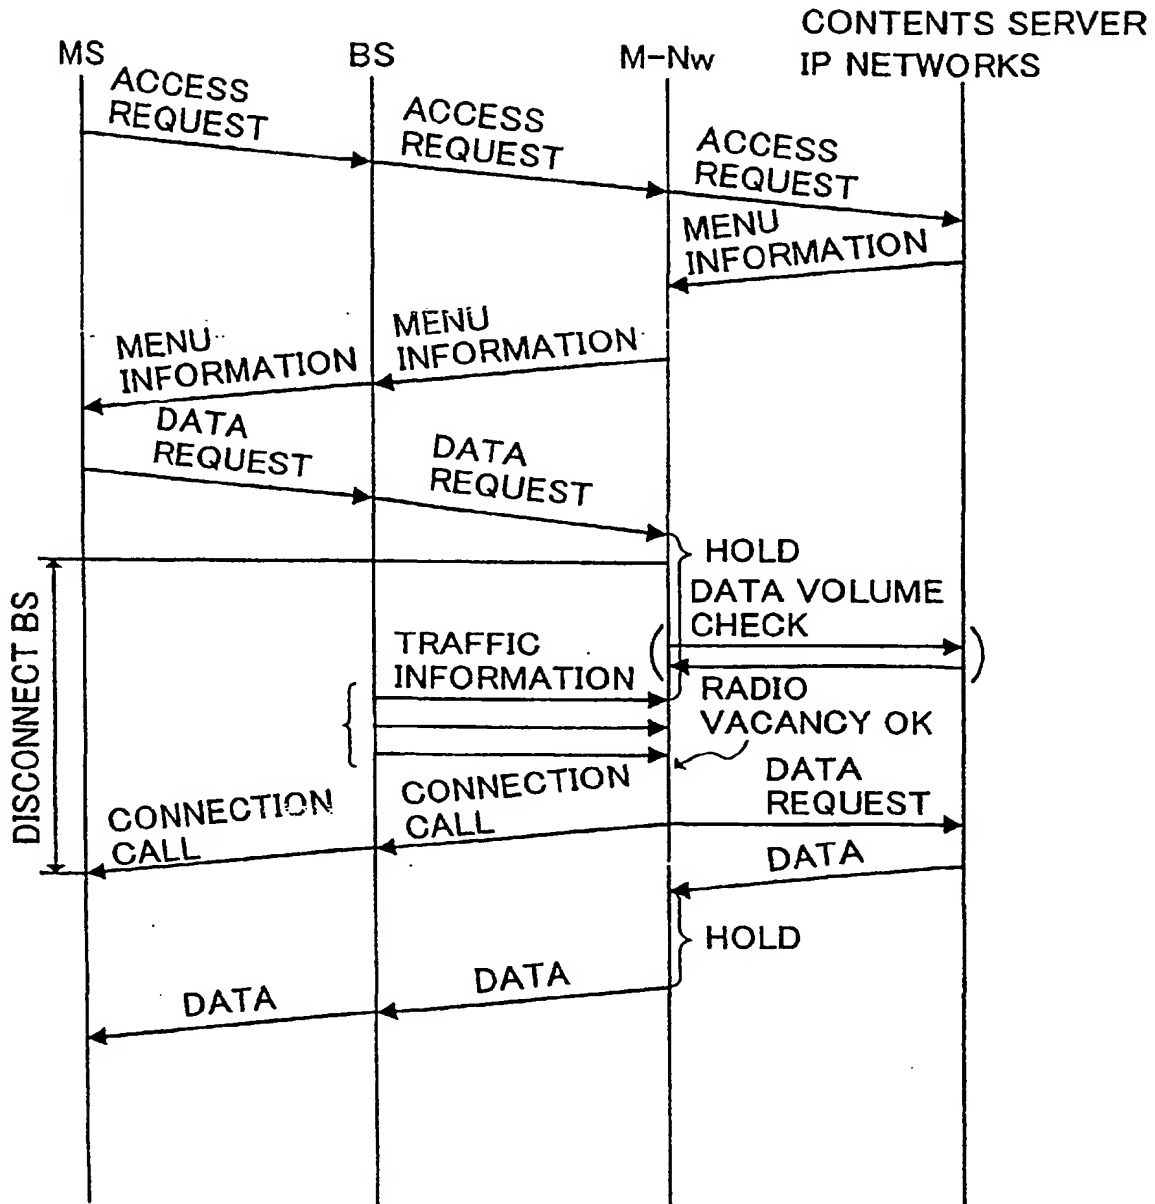 CONTENTS SERVER
IP NETWORKS
MS
BS
M-Nw
ACCESS
REQUEST
ACCESS
REQUEST
ACCESS
REQUEST
MENU
INFORMATION
MENU
INFORMATION
MENU
INFORMATION
DATA
REQUEST
DATA
REQUEST
HOLD
DATA VOLUME
CHECK
DISCONNECT BS
TRAFFIC
INFORMATION
RADIO
VACANCY OK
CONNECTION
CALL
CONNECTION
CALL
DATA
REQUEST
DATA
HOLD
DATA
DATA